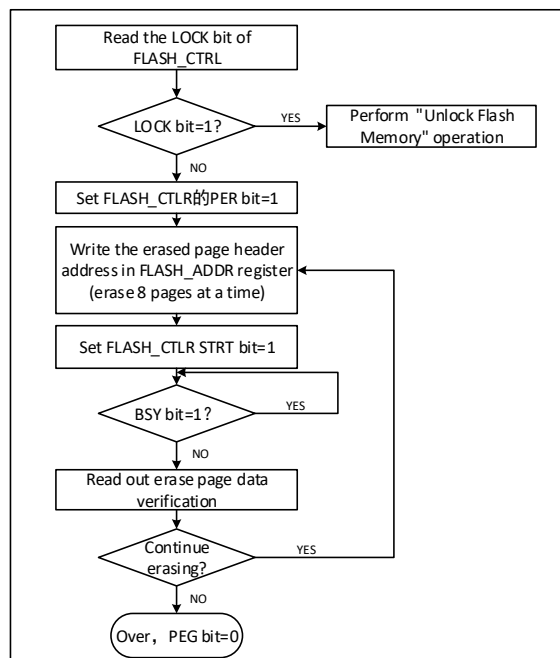 Read the LOCK bit of
FLASH_CTRL
LOCK bit=1?
YES
Perform "Unlock Flash
Memory" operation
NO
Set FLASH_CTLR的PER bit=1
Write the erased page header
address in FLASH_ADDR register
(erase 8 pages at a time)
Set FLASH_CTLR STRT bit=1
BSY bit=1?
YES
NO
Read out erase page data
verification
Continue
erasing?
YES
NO
Over，PEG bit=0